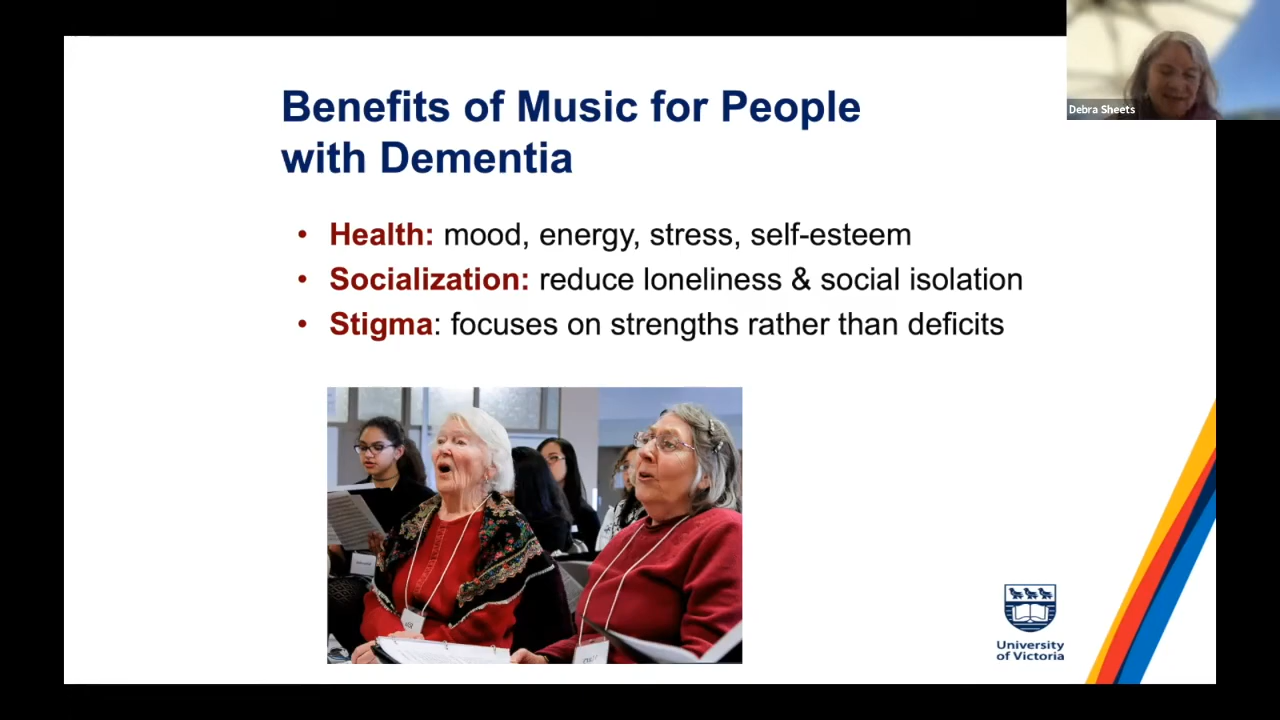 Benefits of Music for People
with Dementia
• Health: mood, energy, stress, self-esteem
• Socialization: reduce loneliness & social isolation
• Stigma: focuses on strengths rather than deficits
University
of Victoria
Debra Sheets